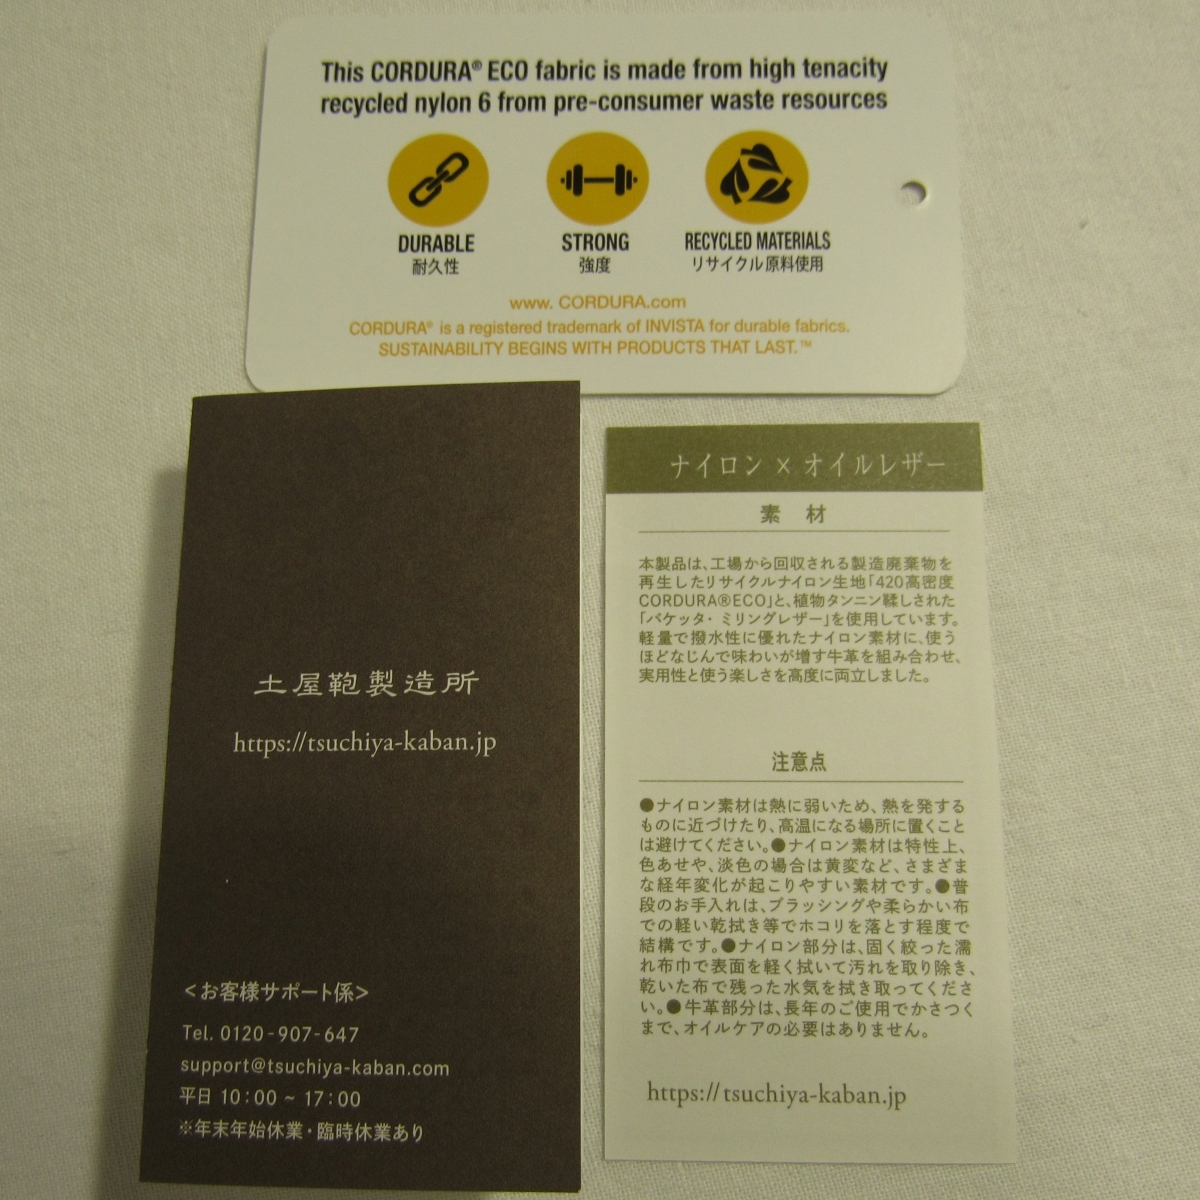 This CORDURA® ECO fabric is made from high tenacity
recycled nylon 6 from pre-consumer waste resources
DURABLE
耐久性
STRONG
強度
RECYCLED MATERIALS
リサイクル原料使用
www. CORDURA.com
CORDURA® is a registered trademark of INVISTA for durable fabrics.
SUSTAINABILITY BEGINS WITH PRODUCTS THAT LAST.™
土屋鞄製造所
https://tsuchiya-kaban.jp
<お客様サポート係>
Tel. 0120-907-647
support@tsuchiya-kaban.com
平日 10:00 ~ 17:00
※年末年始休業・臨時休業あり
ナイロン × オイルレザー
素 材
本製品は、工場から回収される製造廃棄物を
再生したリサイクルナイロン生地「420高密度
CORDURA®ECO」と、植物タンニン鞣しされた
「バケッタ・ミリングレザー」を使用しています。
軽量で撥水性に優れたナイロン素材に、使う
ほどなじんで味わいが増す牛革を組み合わせ、
実用性と使う楽しさを高度に両立しました。
注意点
●ナイロン素材は熱に弱いため、熱を発する
ものに近づけたり、高温になる場所に置くこと
は避けてください。●ナイロン素材は特性上、
色あせや、淡色の場合は黄変など、さまざま
な経年変化が起こりやすい素材です。●普
段のお手入れは、ブラッシングや柔らかい布
での軽い乾拭き等でホコリを落とす程度で
結構です。●ナイロン部分は、固く絞った濡
れ布巾で表面を軽く拭いて汚れを取り除き、
乾いた布で残った水気を拭き取ってくださ
い。●牛革部分は、長年のご使用でかさつく
まで、オイルケアの必要はありません。
https://tsuchiya-kaban.jp